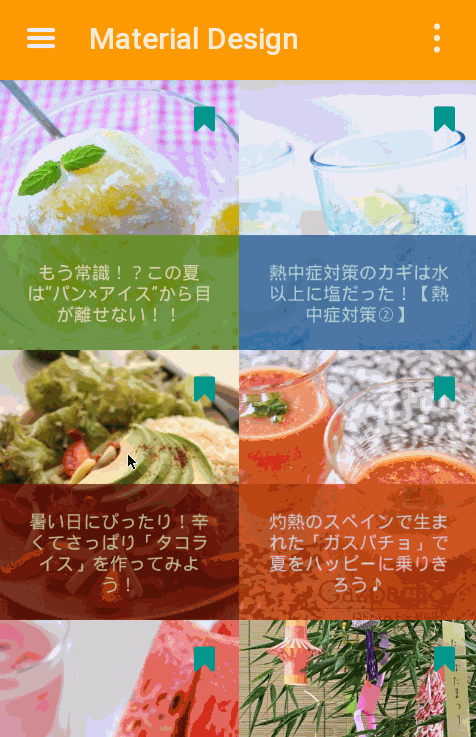 Material Design
もう常識！？この夏
は“パン×アイス”から目
が離せない！！
熱中症対策のカギは水
以上に塩だった！【熱
中症対策②】
暑い日にぴったり！辛
くてさっぱり「タコラ
イス」を作ってみよ
う！
灼熱のスペインで生ま
れた「ガスパチョ」で
夏をハッピーに乗りき
ろう♪